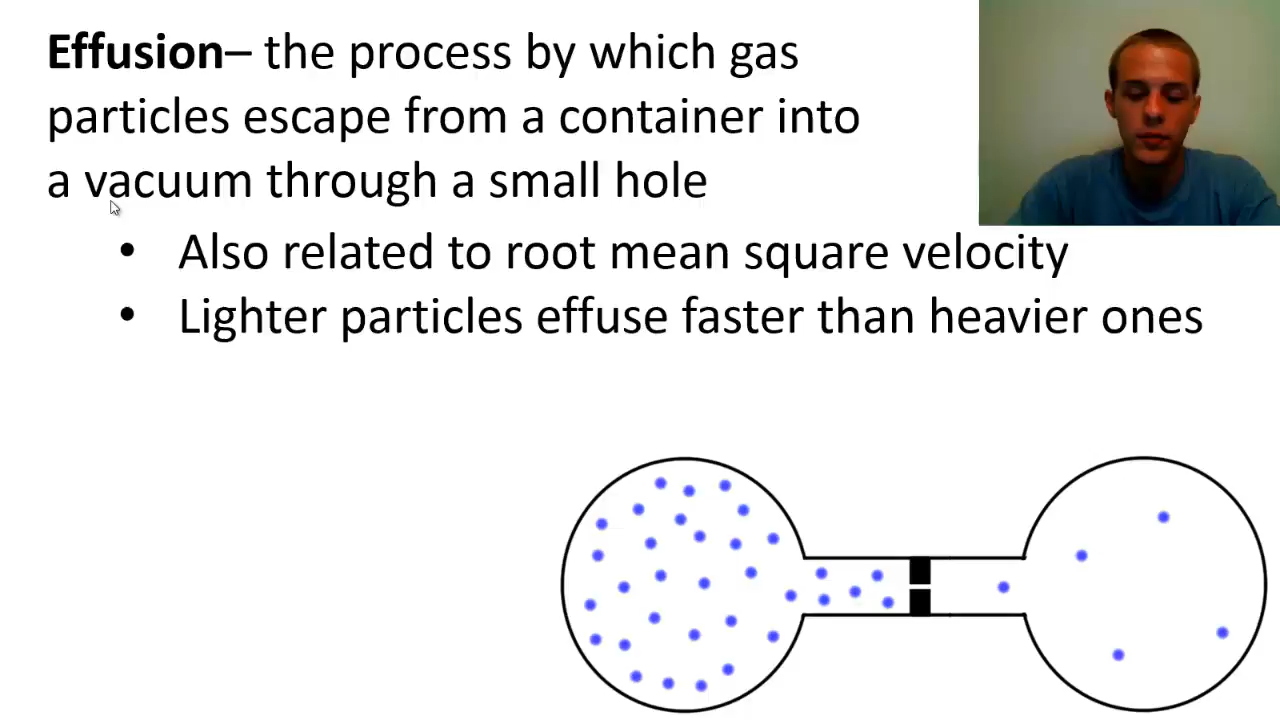 Effusion– the process by which gas
particles escape from a container into
a vacuum through a small hole
• Also related to root mean square velocity
• Lighter particles effuse faster than heavier ones